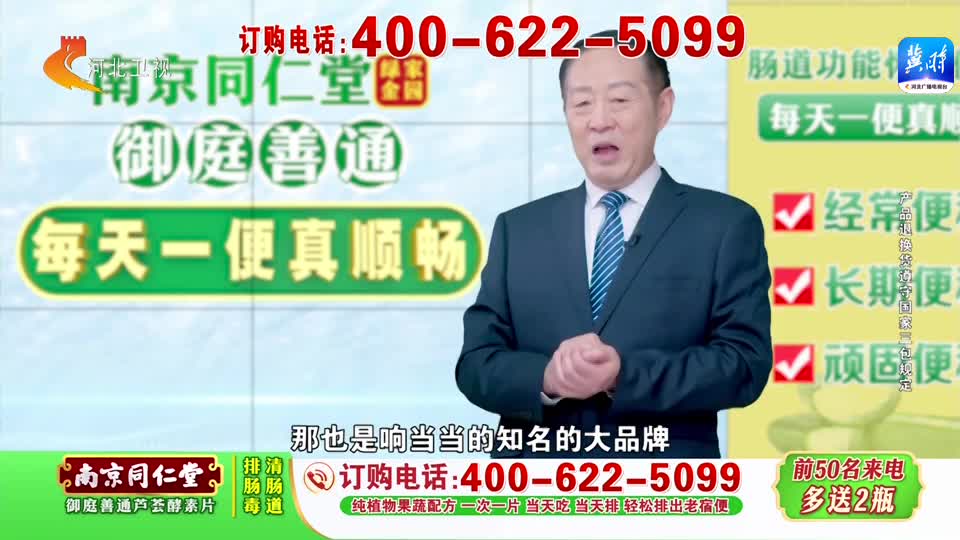 订购电话:400-622-5099
河北卫视
冀时
河北广播电视台
南京同仁堂
绿家
金园
御庭善通
每天一便真顺畅
肠道功能
每天一便真顺
经常便
长期便
顽固便
产品退换货遵守国家三包规定
那也是响当当的知名的大品牌
南京同仁堂
御庭善通芦荟酵素片
排肠毒
清肠道
订购电话:400-622-5099
纯植物果蔬配方 一次一片 当天吃 当天排 轻松排出老宿便
前50名来电
多送2瓶